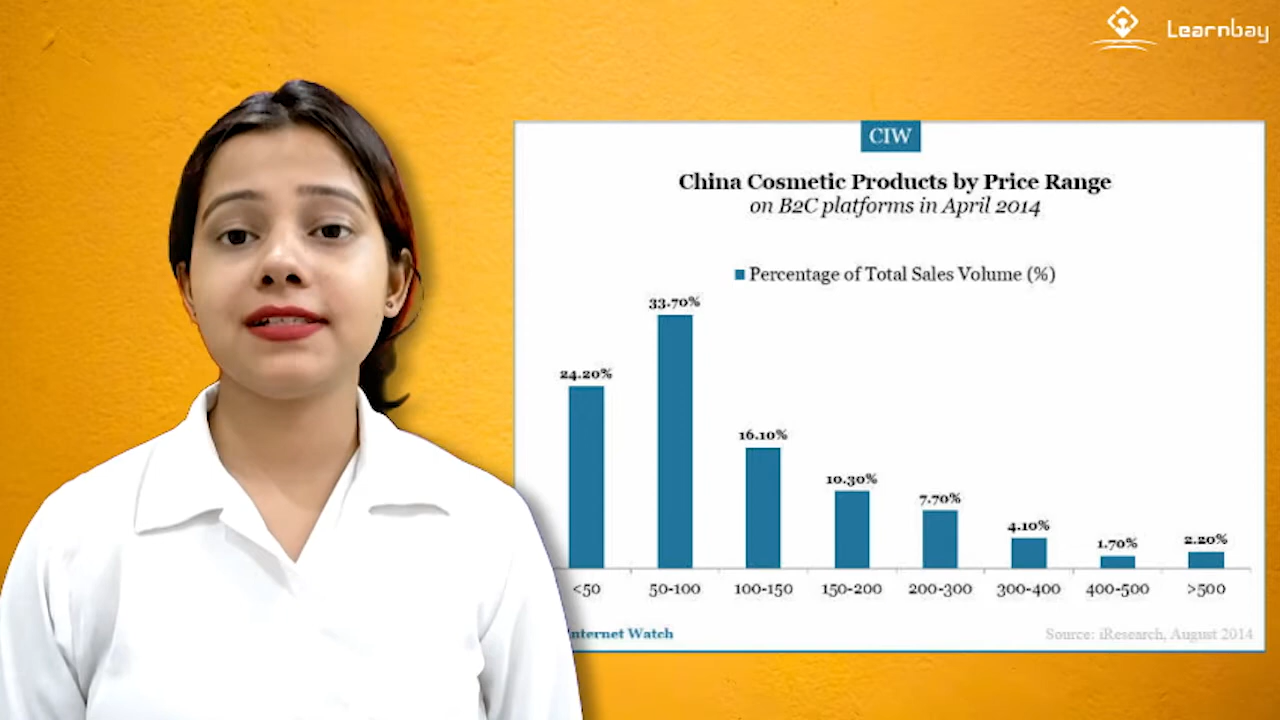 Learnbay
CIW
China Cosmetic Products by Price Range
on B2C platforms in April 2014
Percentage of Total Sales Volume (%)
24.20% 33.70% 16.10% 10.30% 7.70% 4.10% 1.70% 2.20%
<50 50-100 100-150 150-200 200-300 300-400 400-500 >500
Internet Watch
Source: iResearch, August 2014